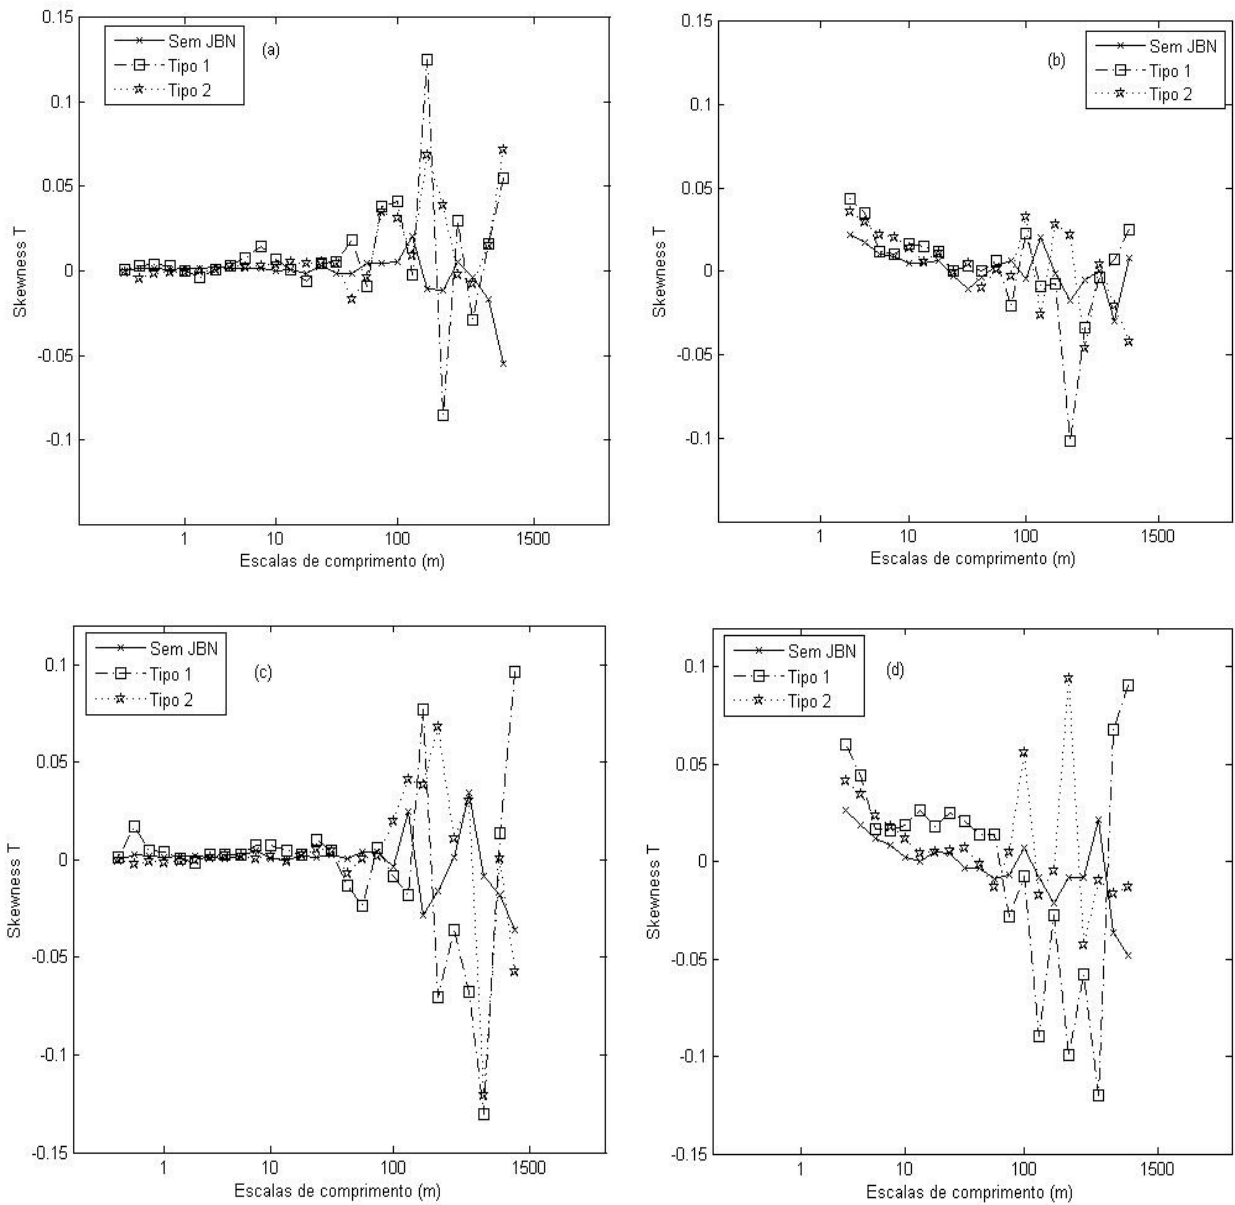 0.15
0.1
0.05
0
-0.05
-0.1
Skewness T
Sem JBN
Tipo 1
Tipo 2
(a)
1
10
100
1500
Escalas de comprimento (m)
0.15
0.1
0.05
0
-0.05
-0.1
Skewness T
(b)
Sem JBN
Tipo 1
Tipo 2
1
10
100
1500
Escalas de comprimento (m)
0.1
0.05
0
-0.05
-0.1
-0.15
Skewness T
Sem JBN
Tipo 1
Tipo 2
(c)
1
10
100
1500
Escalas de comprimento (m)
0.1
0.05
0
-0.05
-0.1
-0.15
Skewness T
Sem JBN
Tipo 1
Tipo 2
(d)
1
10
100
1500
Escalas de comprimento (m)